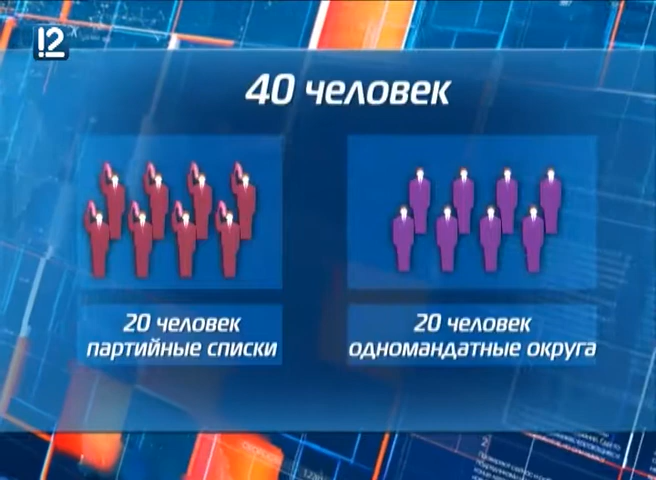 12
40 человек
20 человек
партийные списки
20 человек
одномандатные округа